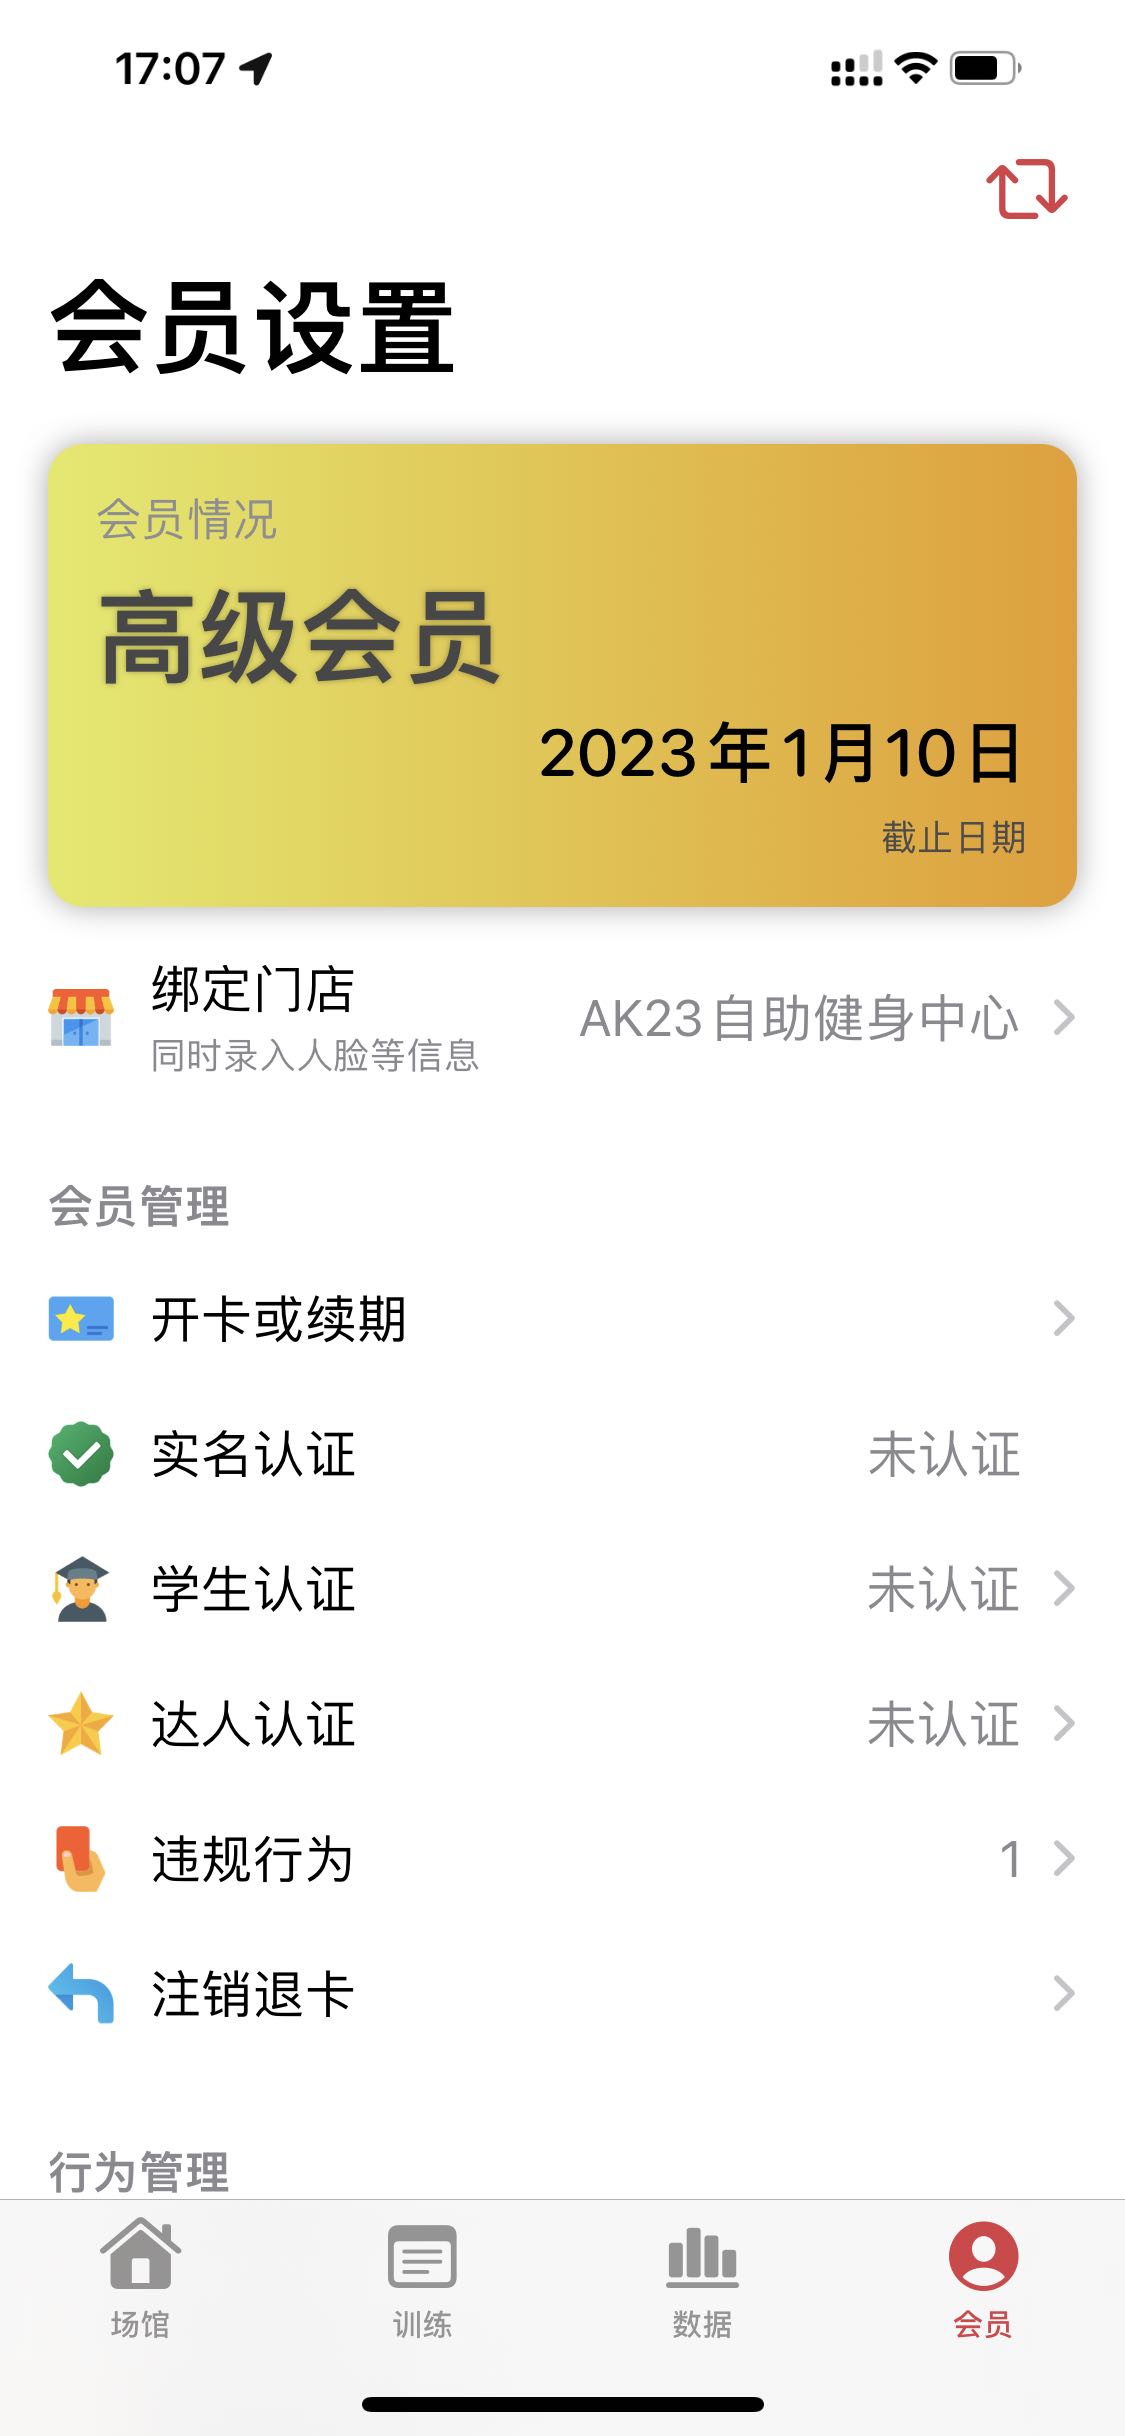 17:07
会员设置
会员情况
高级会员
2023年1月10日
截止日期
绑定门店
同时录入人脸等信息
AK23自助健身中心
会员管理
开卡或续期
实名认证 未认证
学生认证 未认证
达人认证 未认证
违规行为 1
注销退卡
行为管理
场馆 训练 数据 会员